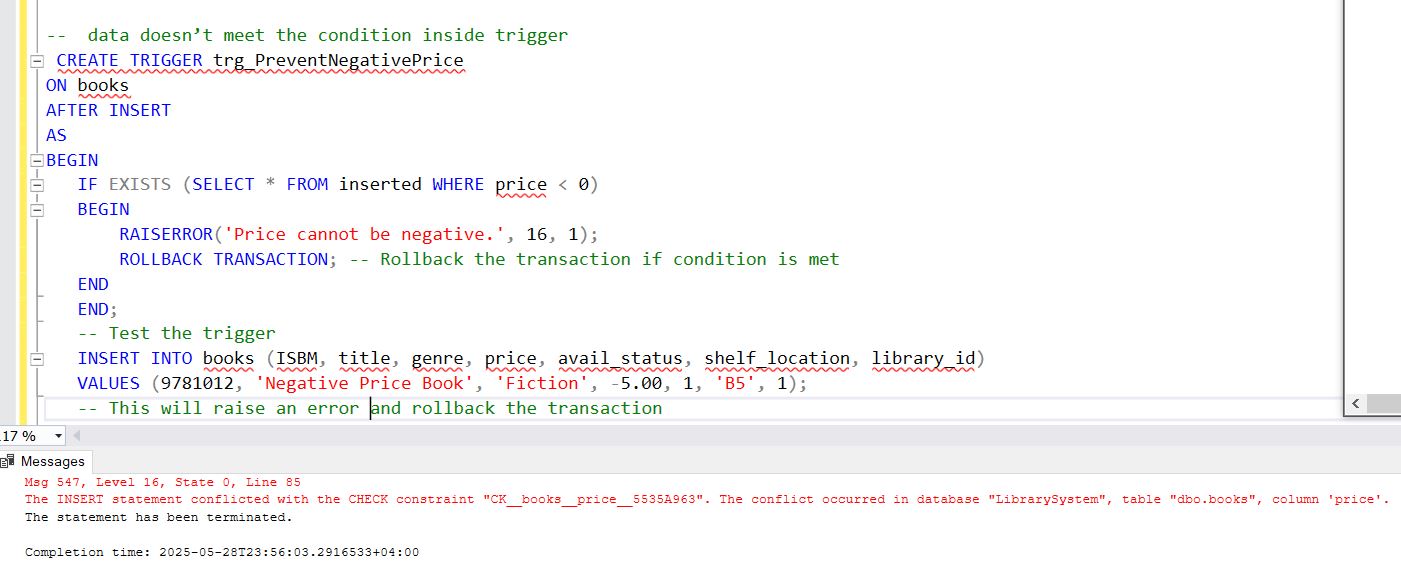 --  data doesn’t meet the condition inside trigger
CREATE TRIGGER trg_PreventNegativePrice
ON books
AFTER INSERT
AS
BEGIN
IF EXISTS (SELECT * FROM inserted WHERE price < 0)
BEGIN
RAISERROR('Price cannot be negative.', 16, 1);
ROLLBACK TRANSACTION; -- Rollback the transaction if condition is met
END
END;
-- Test the trigger
INSERT INTO books (ISBM, title, genre, price, avail_status, shelf_location, library_id)
VALUES (9781012, 'Negative Price Book', 'Fiction', -5.00, 1, 'B5', 1);
-- This will raise an error and rollback the transaction
17 %
Messages
Msg 547, Level 16, State 0, Line 85
The INSERT statement conflicted with the CHECK constraint "CK__books__price__5535A963". The conflict occurred in database "LibrarySystem", table "dbo.books", column 'price'.
The statement has been terminated.
Completion time: 2025-05-28T23:56:03.2916533+04:00